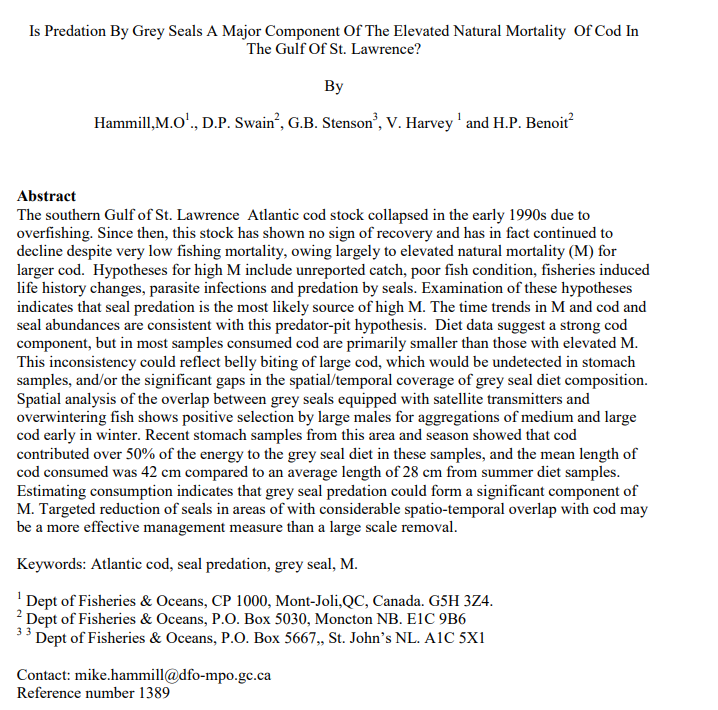 Is Predation By Grey Seals A Major Component Of The Elevated Natural Mortality Of Cod In
The Gulf Of St. Lawrence?
By
Hammill,M.O¹., D.P. Swain², G.B. Stenson³, V. Harvey ¹ and H.P. Benoit²
Abstract
The southern Gulf of St. Lawrence Atlantic cod stock collapsed in the early 1990s due to
overfishing. Since then, this stock has shown no sign of recovery and has in fact continued to
decline despite very low fishing mortality, owing largely to elevated natural mortality (M) for
larger cod. Hypotheses for high M include unreported catch, poor fish condition, fisheries induced
life history changes, parasite infections and predation by seals. Examination of these hypotheses
indicates that seal predation is the most likely source of high M. The time trends in M and cod and
seal abundances are consistent with this predator-pit hypothesis. Diet data suggest a strong cod
component, but in most samples consumed cod are primarily smaller than those with elevated M.
This inconsistency could reflect belly biting of large cod, which would be undetected in stomach
samples, and/or the significant gaps in the spatial/temporal coverage of grey seal diet composition.
Spatial analysis of the overlap between grey seals equipped with satellite transmitters and
overwintering fish shows positive selection by large males for aggregations of medium and large
cod early in winter. Recent stomach samples from this area and season showed that cod
contributed over 50% of the energy to the grey seal diet in these samples, and the mean length of
cod consumed was 42 cm compared to an average length of 28 cm from summer diet samples.
Estimating consumption indicates that grey seal predation could form a significant component of
M. Targeted reduction of seals in areas of with considerable spatio-temporal overlap with cod may
be a more effective management measure than a large scale removal.
Keywords: Atlantic cod, seal predation, grey seal, M.
¹ Dept of Fisheries & Oceans, CP 1000, Mont-Joli,QC, Canada. G5H 3Z4.
² Dept of Fisheries & Oceans, P.O. Box 5030, Moncton NB. E1C 9B6
³ ³ Dept of Fisheries & Oceans, P.O. Box 5667,, St. John's NL. A1C 5X1
Contact: mike.hammill@dfo-mpo.gc.ca
Reference number 1389